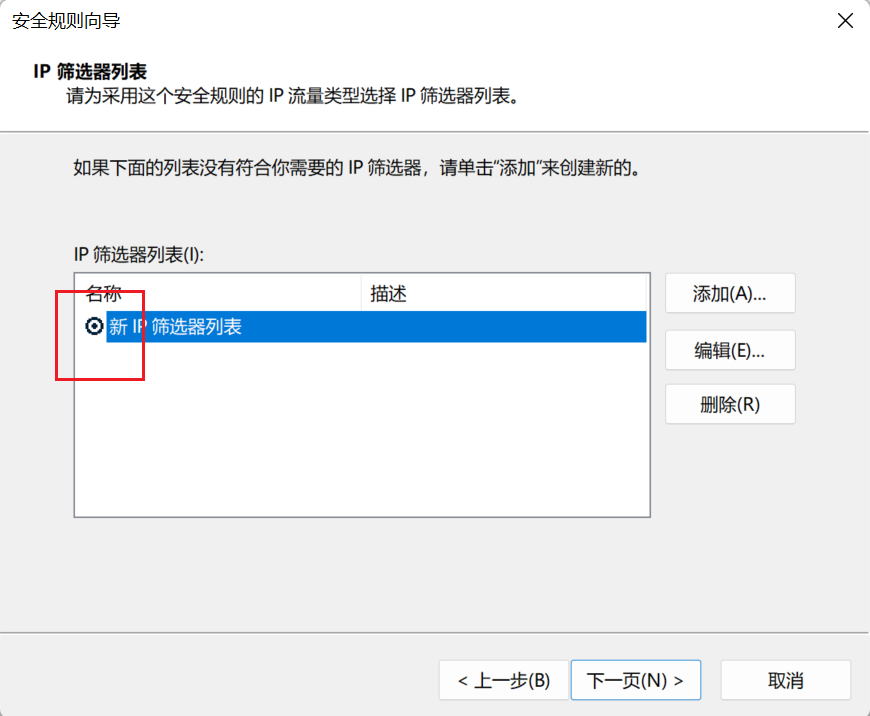 安全规则向导
IP 筛选器列表
请为采用这个安全规则的 IP 流量类型选择 IP 筛选器列表。
如果下面的列表没有符合你需要的 IP 筛选器，请单击“添加”来创建新的。
IP 筛选器列表(I):
名称 描述
新 IP 筛选器列表
添加(A)...
编辑(E)...
删除(R)
< 上一步(B) 下一页(N) > 取消